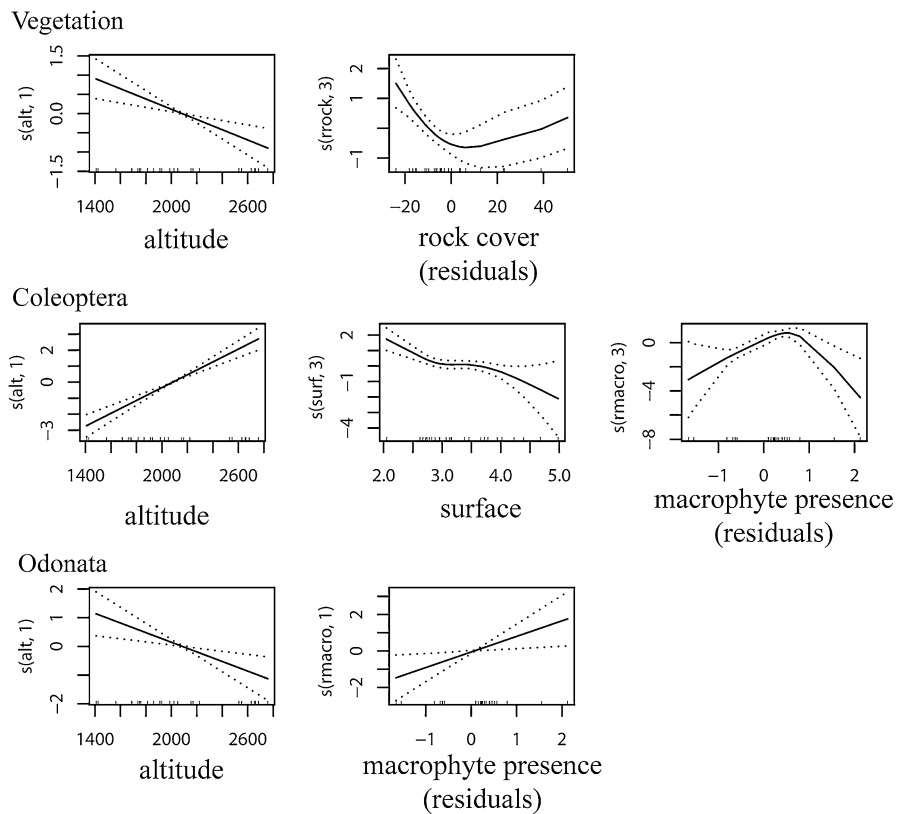 Vegetation
s(alt, 1)
1.5
0.0
−1.5
1400 2000 2600
altitude
s(rrock, 3)
2
1
−1
−20 0 20 40
rock cover
(residuals)
Coleoptera
s(alt, 1)
2
0
−3
1400 2000 2600
altitude
s(surf, 3)
2
−1
−4
2.0 3.0 4.0 5.0
surface
s(rmacro, 3)
0
−4
−8
−1 0 1 2
macrophyte presence
(residuals)
Odonata
s(alt, 1)
2
1
0
−2
1400 2000 2600
altitude
s(rmacro, 1)
2
0
−2
−1 0 1 2
macrophyte presence
(residuals)